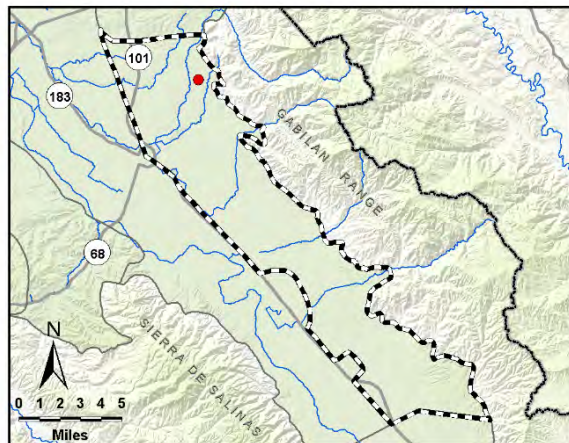 101
183
GABILAN RANGE
68
SIERRA DE SALINAS
N
0 1 2 3 4 5
Miles